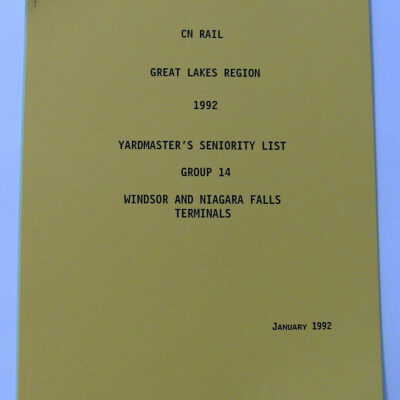 CN RAIL
GREAT LAKES REGION
1992
YARDMASTER'S SENIORITY LIST
GROUP 14
WINDSOR AND NIAGARA FALLS
TERMINALS
JANUARY 1992